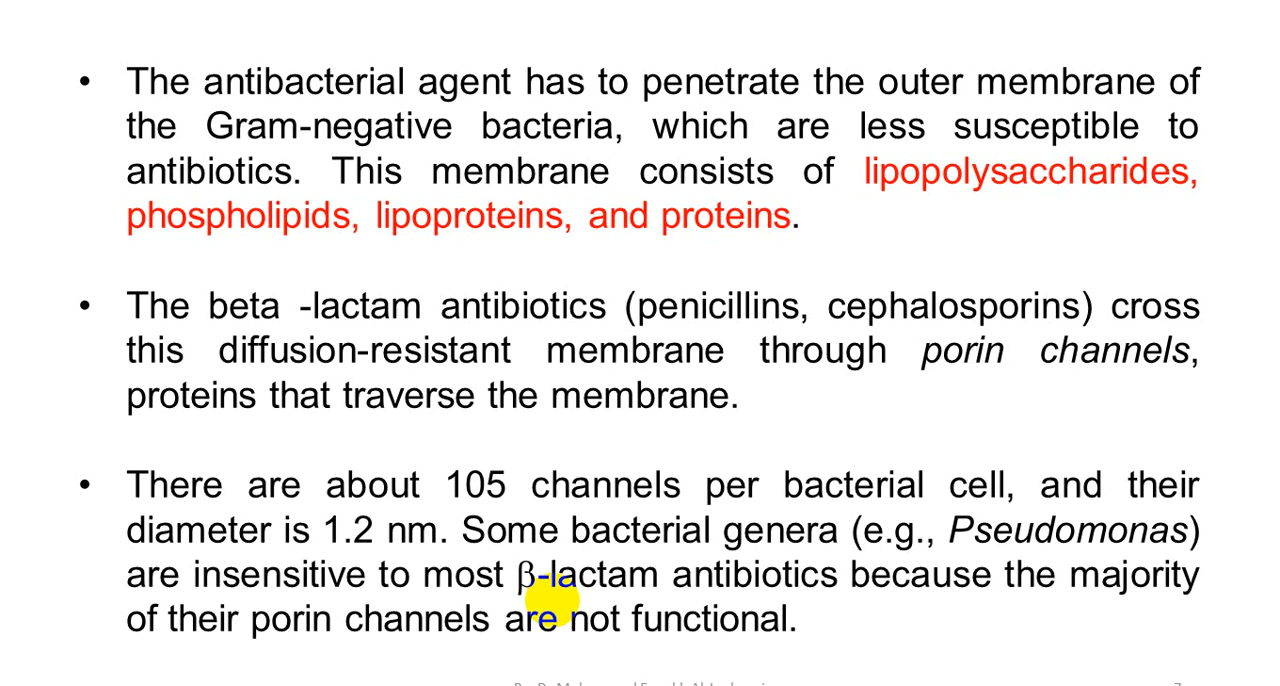 • The antibacterial agent has to penetrate the outer membrane of
the Gram-negative bacteria, which are less susceptible to
antibiotics. This membrane consists of lipopolysaccharides,
phospholipids, lipoproteins, and proteins.
• The beta -lactam antibiotics (penicillins, cephalosporins) cross
this diffusion-resistant membrane through porin channels,
proteins that traverse the membrane.
• There are about 105 channels per bacterial cell, and their
diameter is 1.2 nm. Some bacterial genera (e.g., Pseudomonas)
are insensitive to most β-lactam antibiotics because the majority
of their porin channels are not functional.